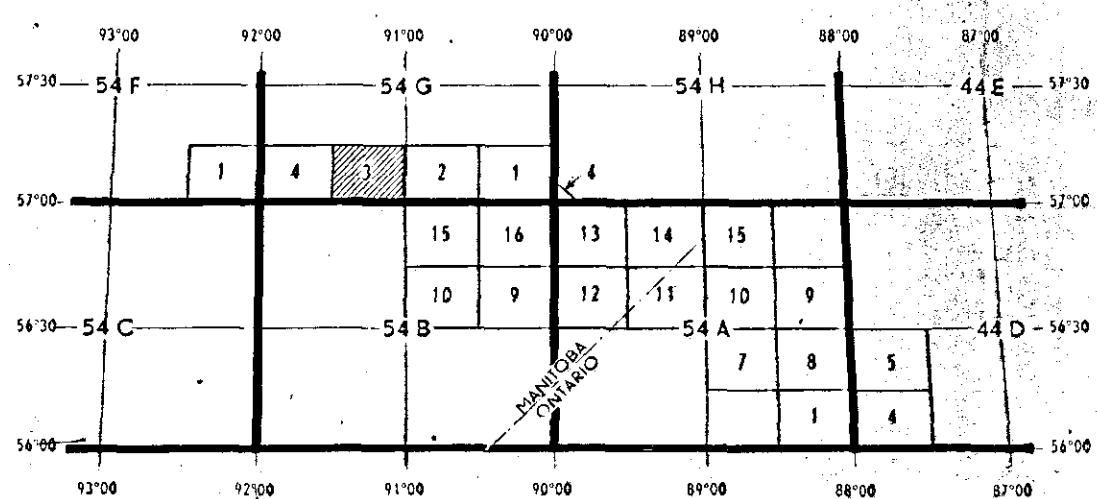 93°00 92°00 91°00 90°00 89°00 88°00 87°00
57°30 54 F 54 G 54 H 44 E 57°30
1 4 3 2 1 4
57°00 57°00
15 16 13 14 15
10 9 12 11 10 9
56°30 54 C 54 B 54 A 44 D 56°30
7 8 5
MANITOBA
ONTARIO
1 4
56°00 56°00
93°00 92°00 91°00 90°00 89°00 88°00 87°00